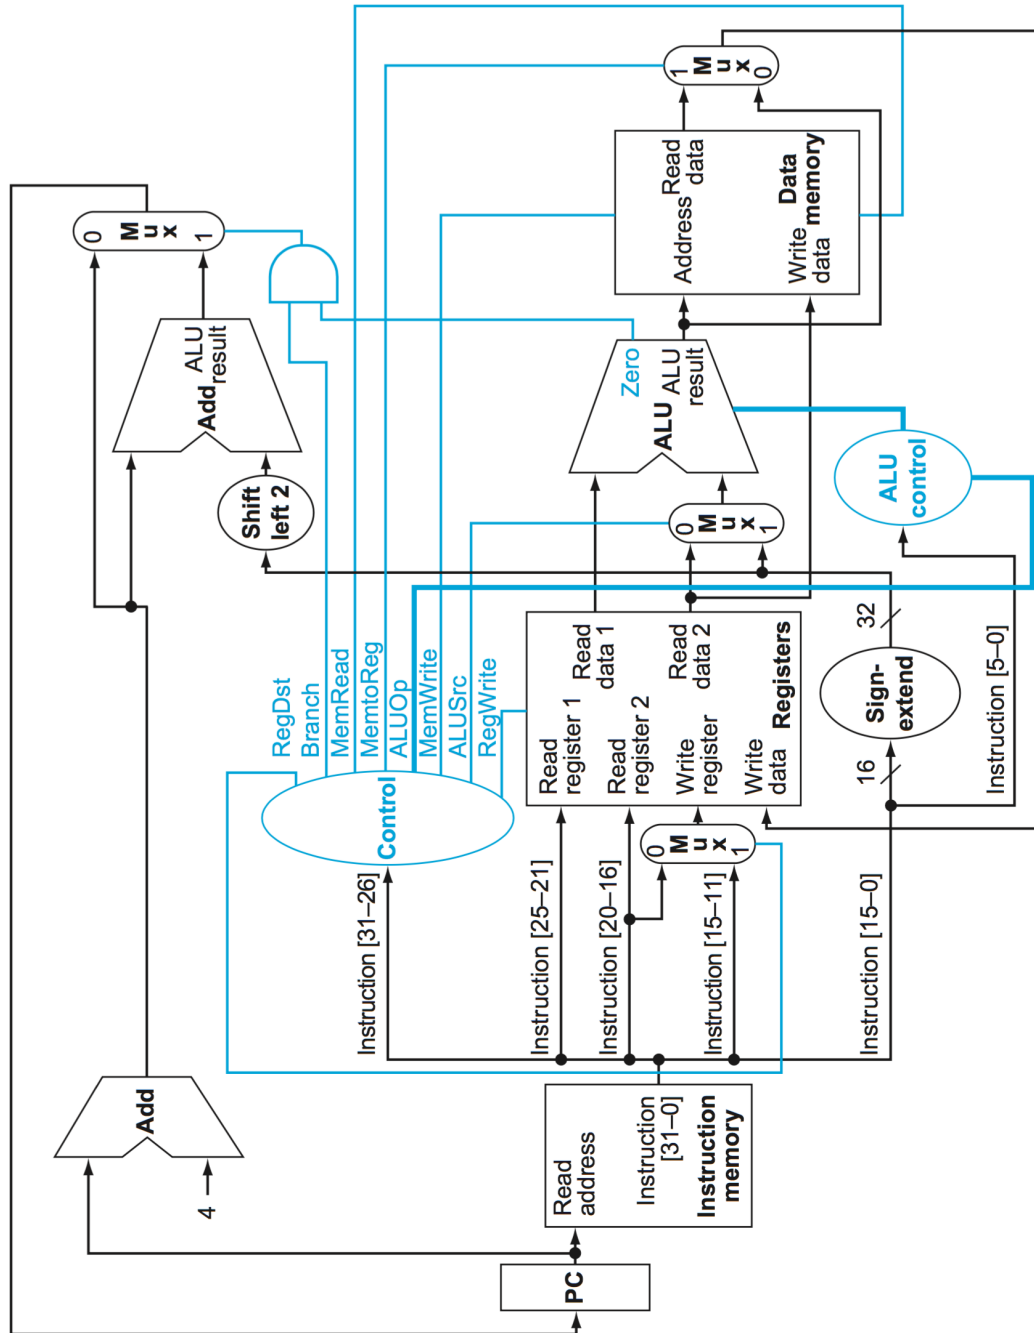 PC
4
Add
Read
address
Instruction
[31–0]
Instruction
memory
Instruction [31–26]
Instruction [25–21]
Instruction [20–16]
Instruction [15–11]
Instruction [15–0]
Instruction [5–0]
Control
RegDst
Branch
MemRead
MemtoReg
ALUOp
MemWrite
ALUSrc
RegWrite
0
M
u
x
1
Read
register 1
Read
register 2
Write
register
Write
data
Read
data 1
Read
data 2
Registers
16
Sign-
extend
32
Shift
left 2
0
M
u
x
1
Add
ALU
result
Zero
ALU
ALU
result
ALU
control
0
M
u
x
1
Address
Write
data
Read
data
Data
memory
1
M
u
x
0